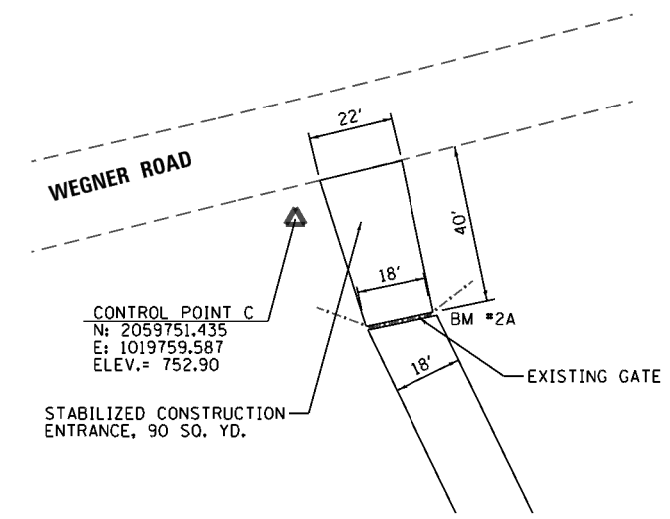 22'
WEGNER ROAD
40'
18'
CONTROL POINT C
N: 2059751.435
E: 1019759.587
ELEV.= 752.90
BM #2A
18'
EXISTING GATE
STABILIZED CONSTRUCTION
ENTRANCE, 90 SQ. YD.